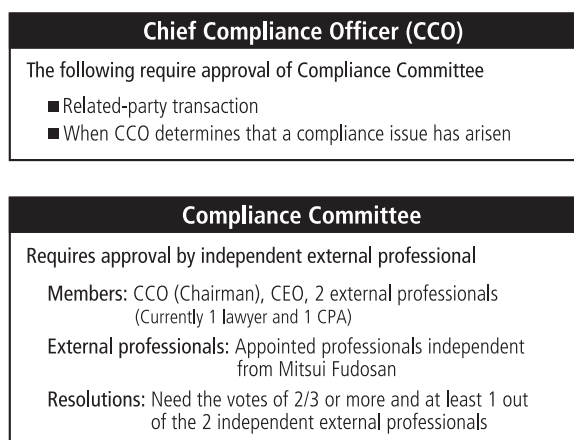 Chief Compliance Officer (CCO)
The following require approval of Compliance Committee
■ Related-party transaction
■ When CCO determines that a compliance issue has arisen
Compliance Committee
Requires approval by independent external professional
Members: CCO (Chairman), CEO, 2 external professionals
(Currently 1 lawyer and 1 CPA)
External professionals: Appointed professionals independent
from Mitsui Fudosan
Resolutions: Need the votes of 2/3 or more and at least 1 out
of the 2 independent external professionals